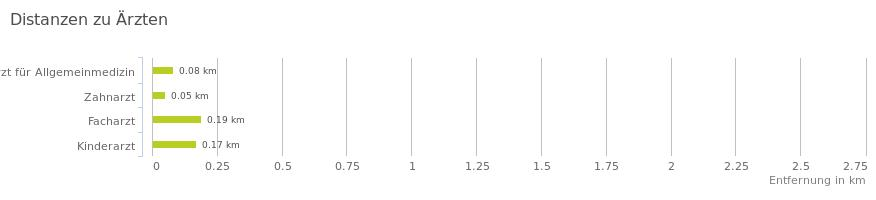 Distanzen zu Ärzten
zt für Allgemeinmedizin
0.08 km
Zahnarzt
0.05 km
Facharzt
0.19 km
Kinderarzt
0.17 km
0 0.25 0.5 0.75 1 1.25 1.5 1.75 2 2.25 2.5 2.75
Entfernung in km